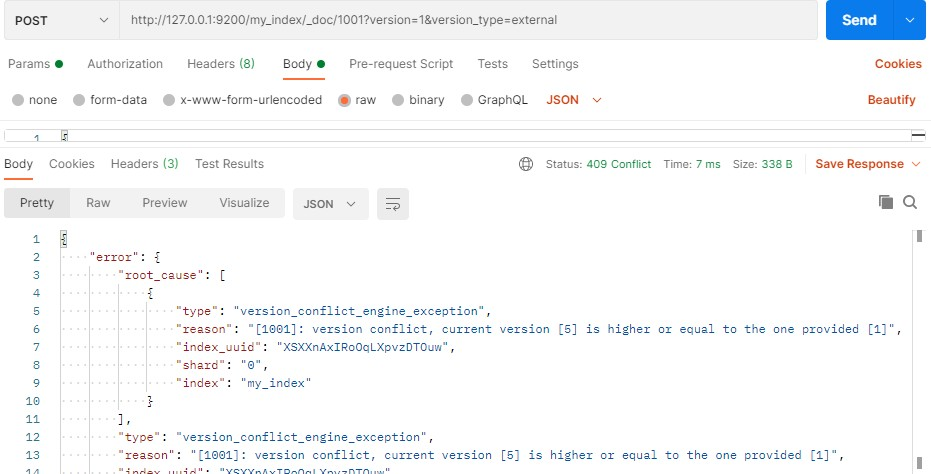 POST http://127.0.0.1:9200/my_index/_doc/1001?version=1&version_type=external Send
Params Authorization Headers (8) Body Pre-request Script Tests Settings Cookies
none form-data x-www-form-urlencoded raw binary GraphQL JSON Beautify
1 {
Body Cookies Headers (3) Test Results Status: 409 Conflict Time: 7 ms Size: 338 B Save Response
Pretty Raw Preview Visualize JSON
1 {
2 "error": {
3 "root_cause": [
4 {
5 "type": "version_conflict_engine_exception",
6 "reason": "[1001]: version conflict, current version [5] is higher or equal to the one provided [1]",
7 "index_uuid": "XSXXnAxIRoOqLXpvzDTOuw",
8 "shard": "0",
9 "index": "my_index"
10 }
11 ],
12 "type": "version_conflict_engine_exception",
13 "reason": "[1001]: version conflict, current version [5] is higher or equal to the one provided [1]",
14 "index_uuid": "XSXXnAxIRoOqLXpvzDTOuw",